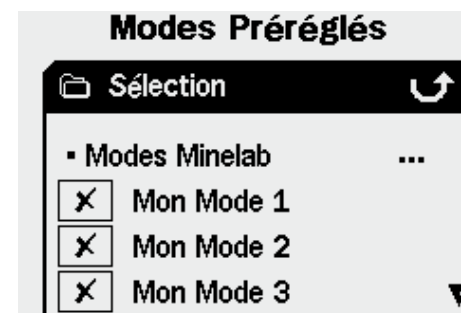 Modes Préréglés
Sélection
▪ Modes Minelab ...
Mon Mode 1
Mon Mode 2
Mon Mode 3